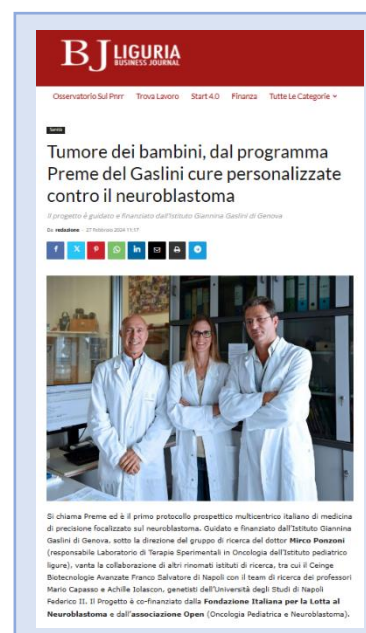 BJ LIGURIA
BUSINESS JOURNAL
Osservatorio Sul Pnrr Trova Lavoro Start 4.0 Finanza Tutte Le Categorie
Sanità
Tumore dei bambini, dal programma
Preme del Gaslini cure personalizzate
contro il neuroblastoma
Il progetto è guidato e finanziato dall'Istituto Giannina Gaslini di Genova
Da redazione - 27 Febbraio 2024 11:17
Si chiama Preme ed è il primo protocollo prospettico multicentrico italiano di medicina
di precisione focalizzato sul neuroblastoma. Guidato e finanziato dall'Istituto Giannina
Gaslini di Genova, sotto la direzione del gruppo di ricerca del dottor Mirco Ponzoni
(responsabile Laboratorio di Terapie Sperimentali in Oncologia dell'Istituto pediatrico
ligure), vanta la collaborazione di altri rinomati istituti di ricerca, tra cui il Ceinge
Biotecnologie Avanzate Franco Salvatore di Napoli con il team di ricerca dei professori
Mario Capasso e Achille Iolascon, genetisti dell'Università degli Studi di Napoli
Federico II. Il Progetto è co-finanziato dalla Fondazione Italiana per la Lotta al
Neuroblastoma e dall'associazione Open (Oncologia Pediatrica e Neuroblastoma).